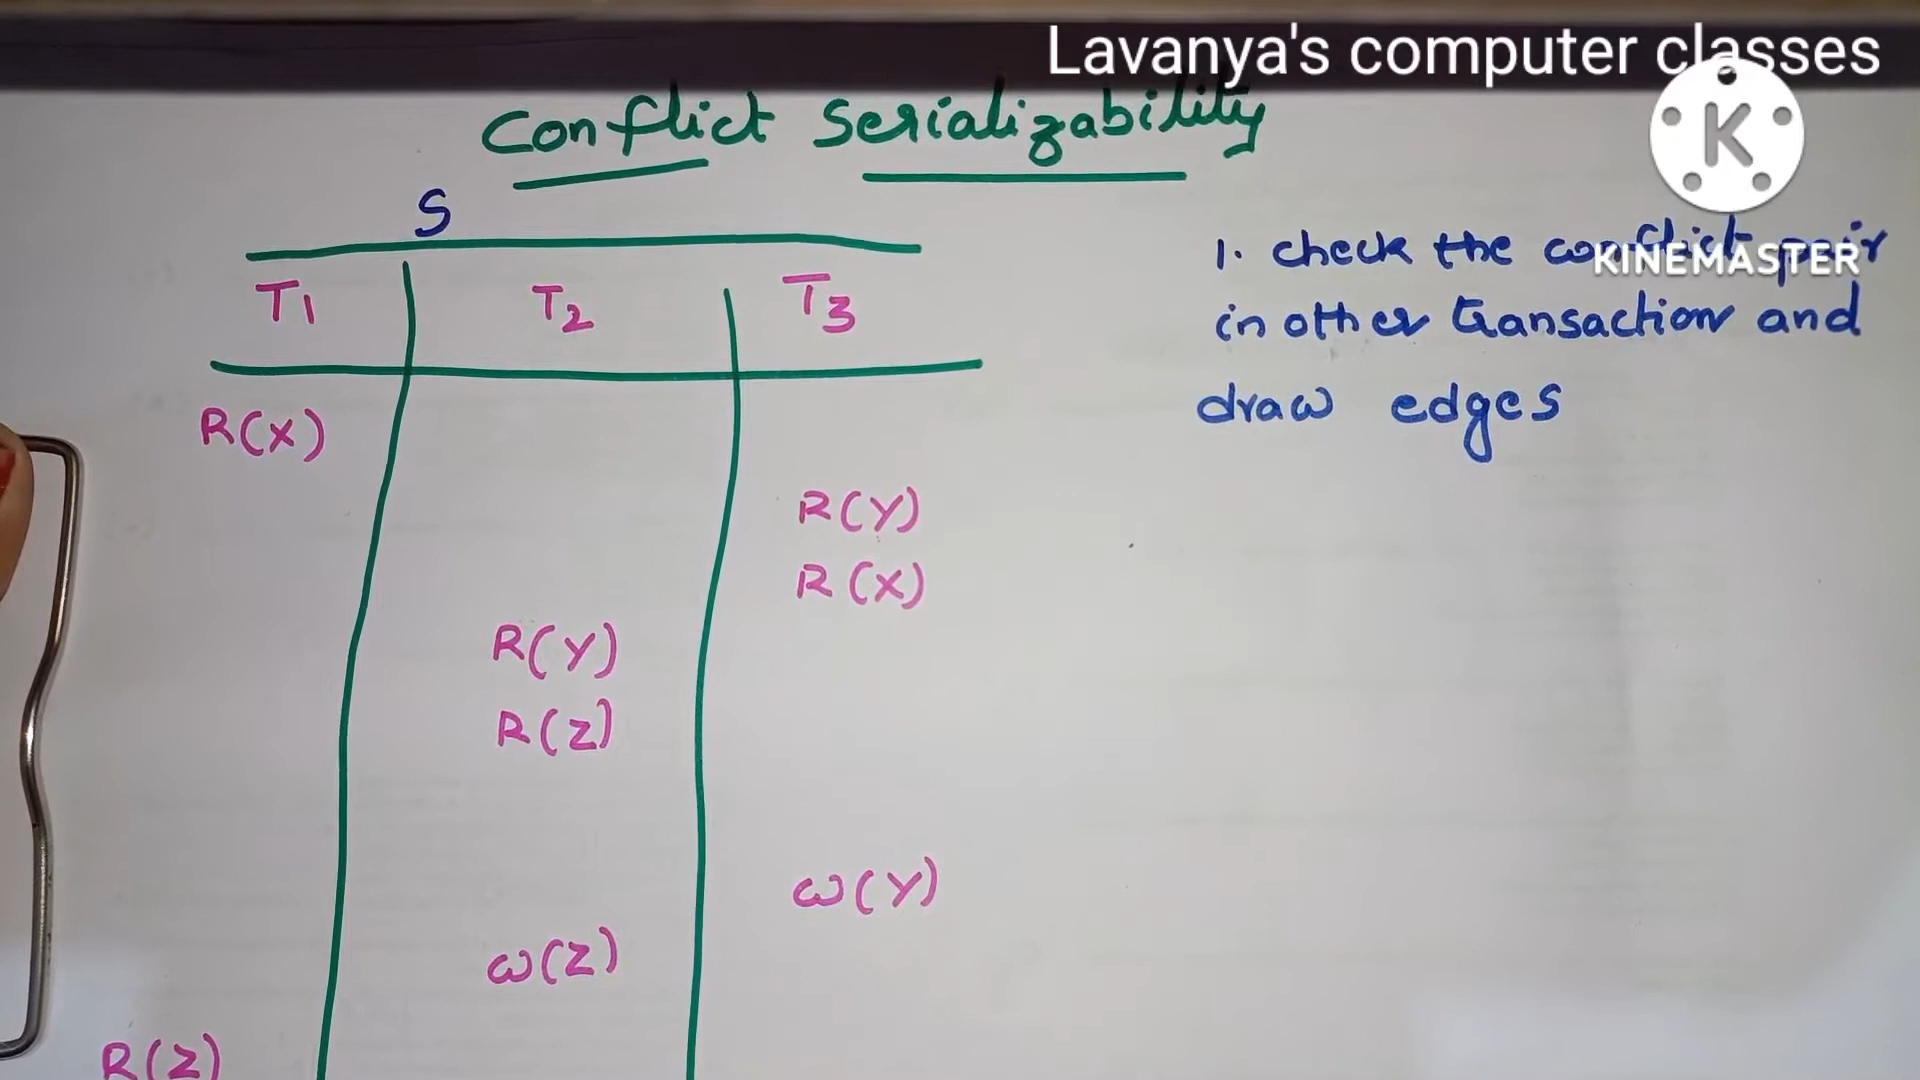 Lavanya's computer classes
Conflict Serializability
K
KINEMASTER
S
T1 T2 T3
R(X)
R(Y)
R(X)
R(Y)
R(Z)
W(Y)
W(Z)
R(Z)
1. check the conflict pair
in other transaction and
draw edges